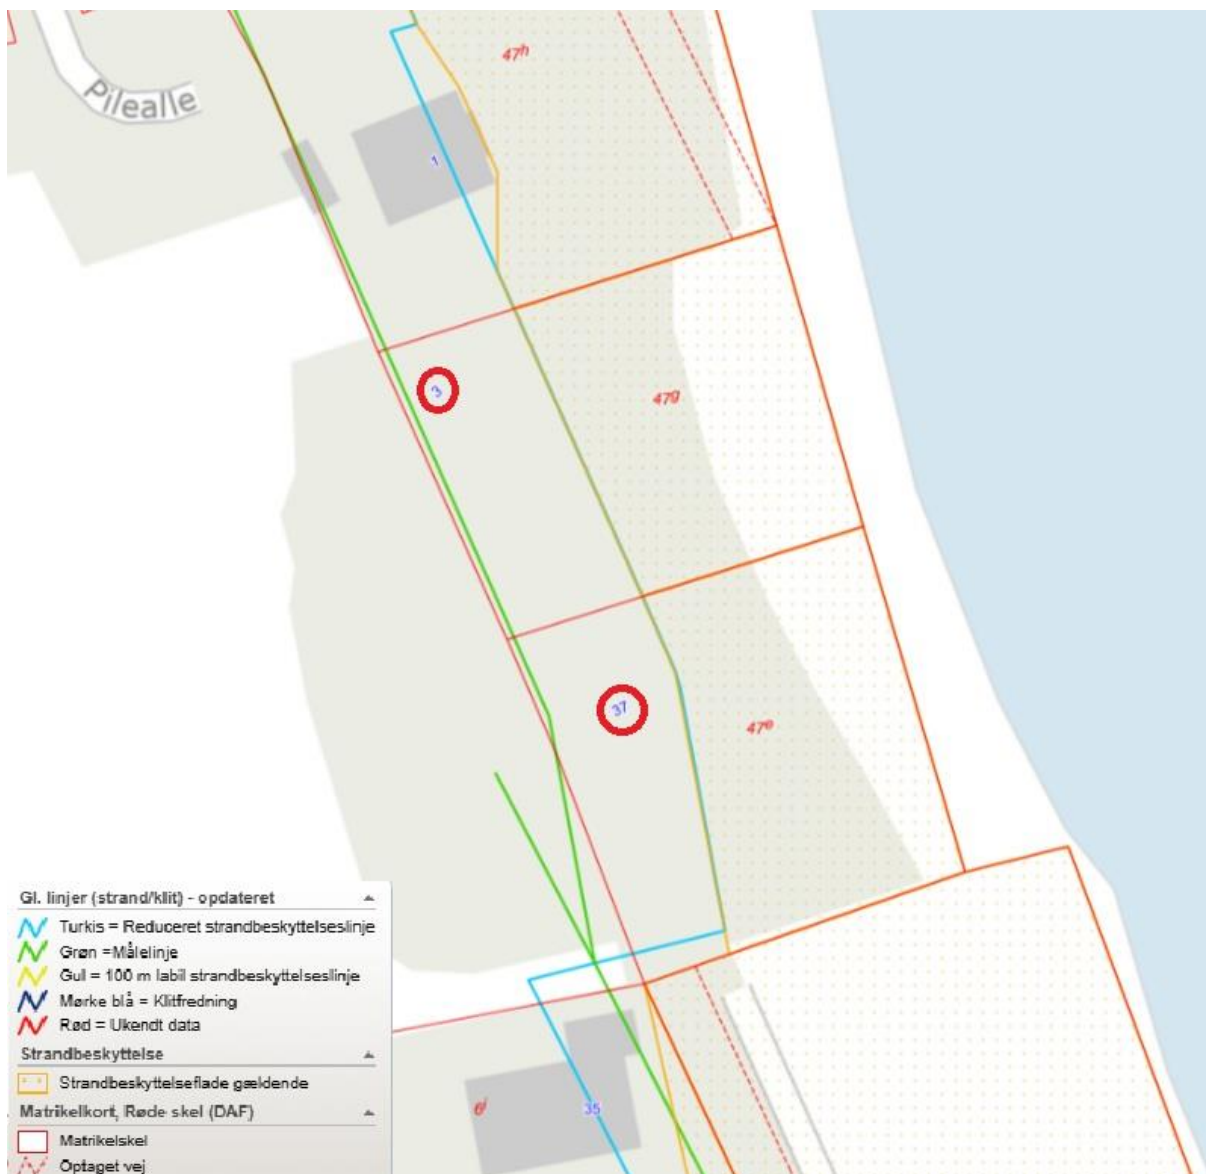 47h
Pilealle
1
3
47g
37
47e
Gl. linjer (strand/klit) - opdateret
Turkis = Reduceret strandbeskyttelseslinje
Grøn =Målelinje
Gul = 100 m labil strandbeskyttelseslinje
Mørke blå = Klitfredning
Rød = Ukendt data
Strandbeskyttelse
Strandbeskyttelseflade gældende
Matrikelkort, Røde skel (DAF)
Matrikelskel
Optaget vej
35